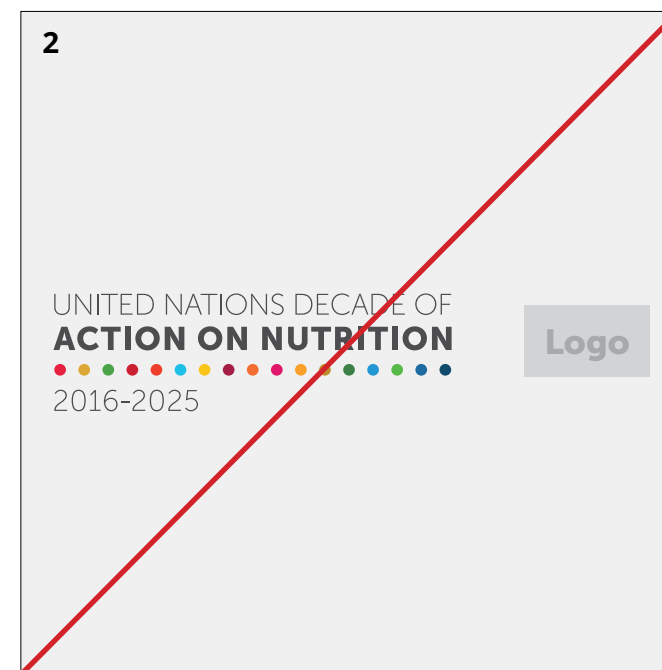 2
UNITED NATIONS DECADE OF
ACTION ON NUTRITION
2016-2025
Logo